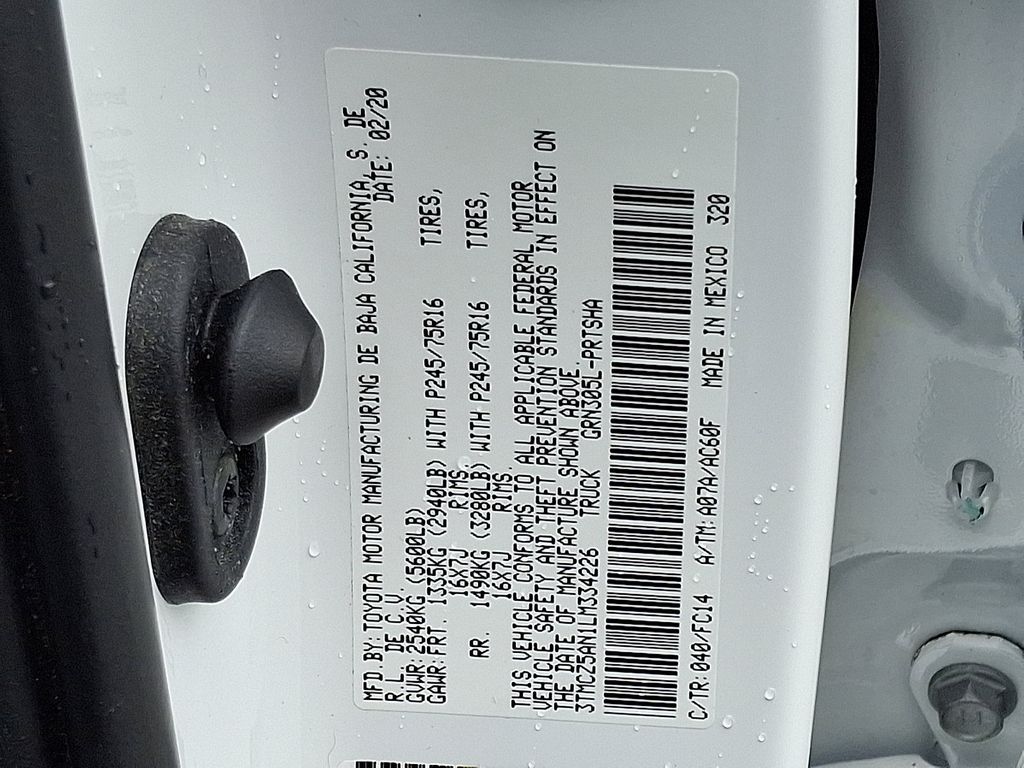 MFD.BY:TOYOTA MOTOR MANUFACTURING DE BAJA CALIFORNIA, S. DE
R.L. DE C.V. DATE: 02/20
GVWR:2540KG (5600LB)
GAWR:FRT. 1335KG (2940LB) WITH P245/75R16 TIRES,
16X7J RIMS.
RR. 1490KG (3280LB) WITH P245/75R16 TIRES,
16X7J RIMS.
THIS VEHICLE CONFORMS TO ALL APPLICABLE FEDERAL MOTOR
VEHICLE SAFETY AND THEFT PREVENTION STANDARDS IN EFFECT ON
THE DATE OF MANUFACTURE SHOWN ABOVE.
3TMCZ5AN1LM334226 TRUCK GRN305L-PRTSHA
C/TR:040/FC14 A/TM:A07A/AC60F MADE IN MEXICO 320